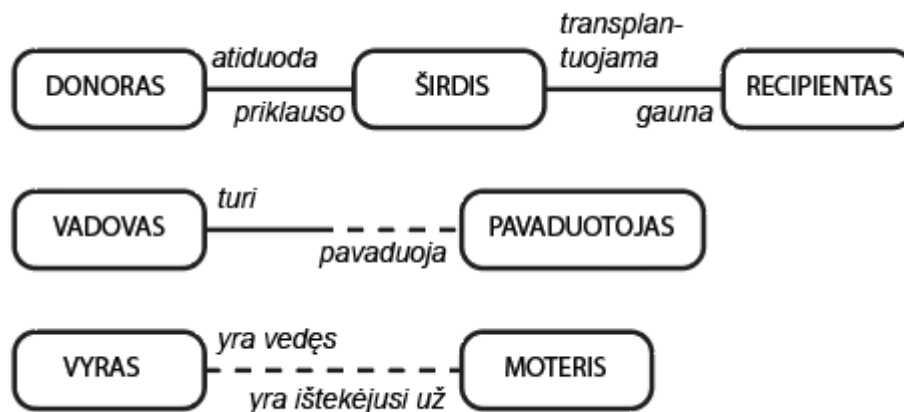 DONORAS
atiduoda
priklauso
ŠIRDIS
transplan-
tuojama
gauna
RECIPIENTAS
VADOVAS
turi
pavaduoja
PAVADUOTOJAS
VYRAS
yra vedęs
yra ištekėjusi už
MOTERIS